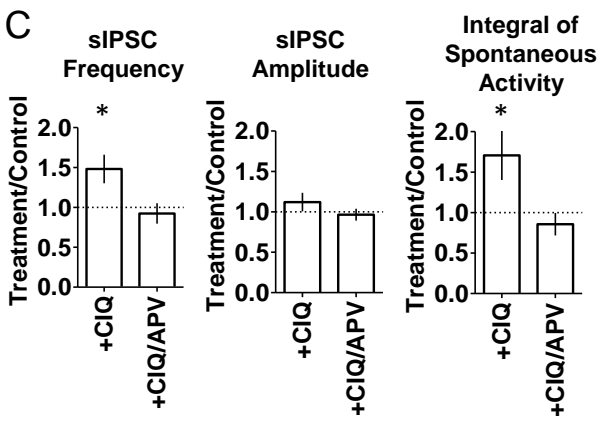 C
sIPSC
Frequency
Treatment/Control
*
2.0
1.5
1.0
0.5
0.0
+CIQ
+CIQ/APV
sIPSC
Amplitude
Treatment/Control
2.0
1.5
1.0
0.5
0.0
+CIQ
+CIQ/APV
Integral of
Spontaneous
Activity
Treatment/Control
*
2.0
1.5
1.0
0.5
0.0
+CIQ
+CIQ/APV